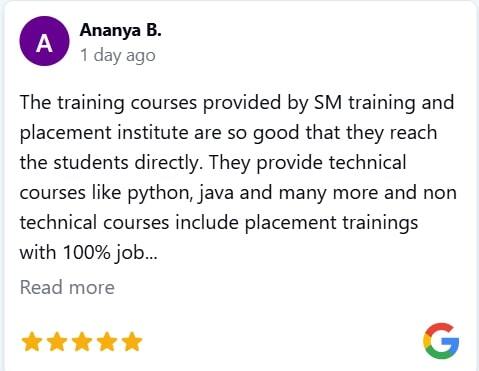 A
Ananya B.
1 day ago
The training courses provided by SM training and
placement institute are so good that they reach
the students directly. They provide technical
courses like python, java and many more and non
technical courses include placement trainings
with 100% job...
Read more
G